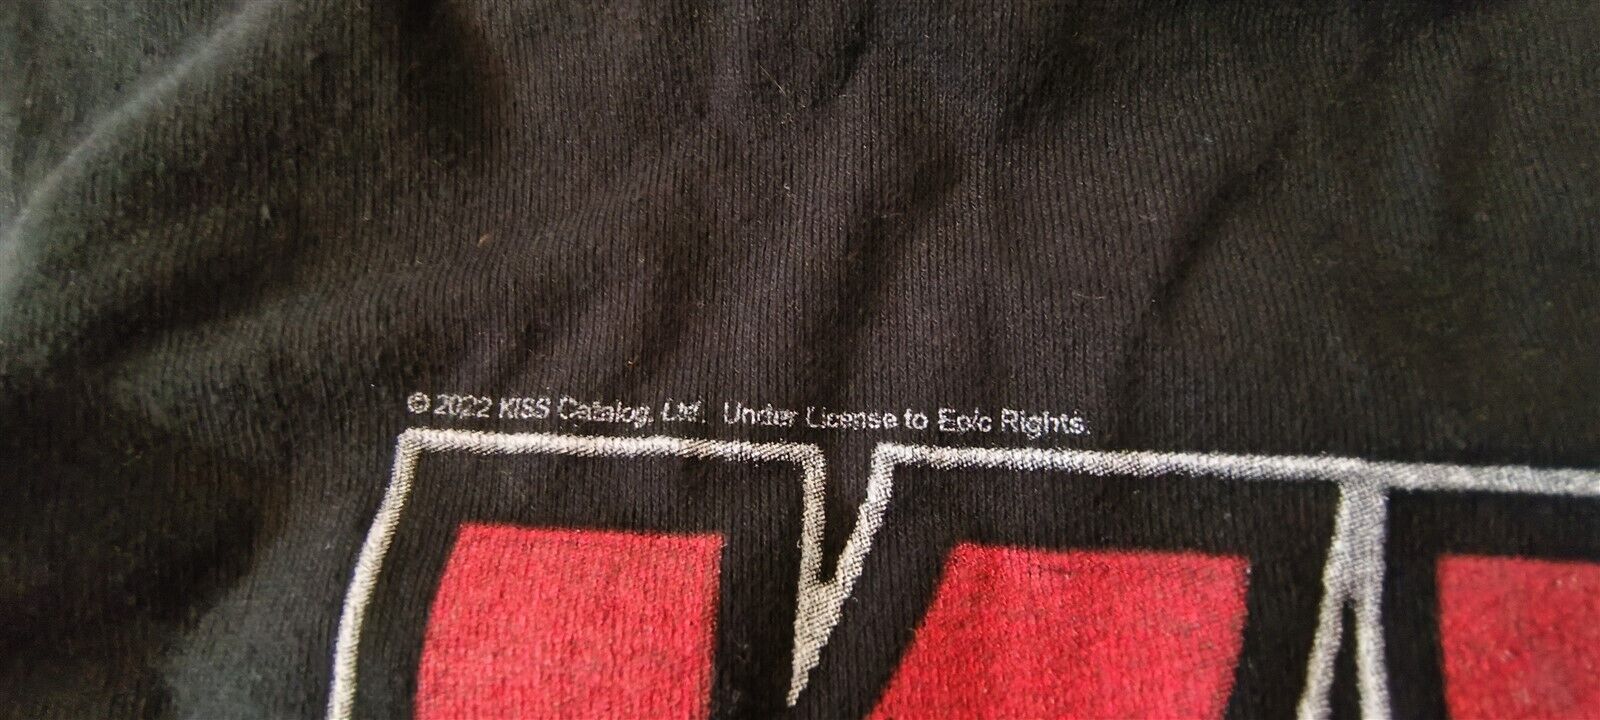 © 2022 KISS Catalog, Ltd. Under License to Epic Rights.
K